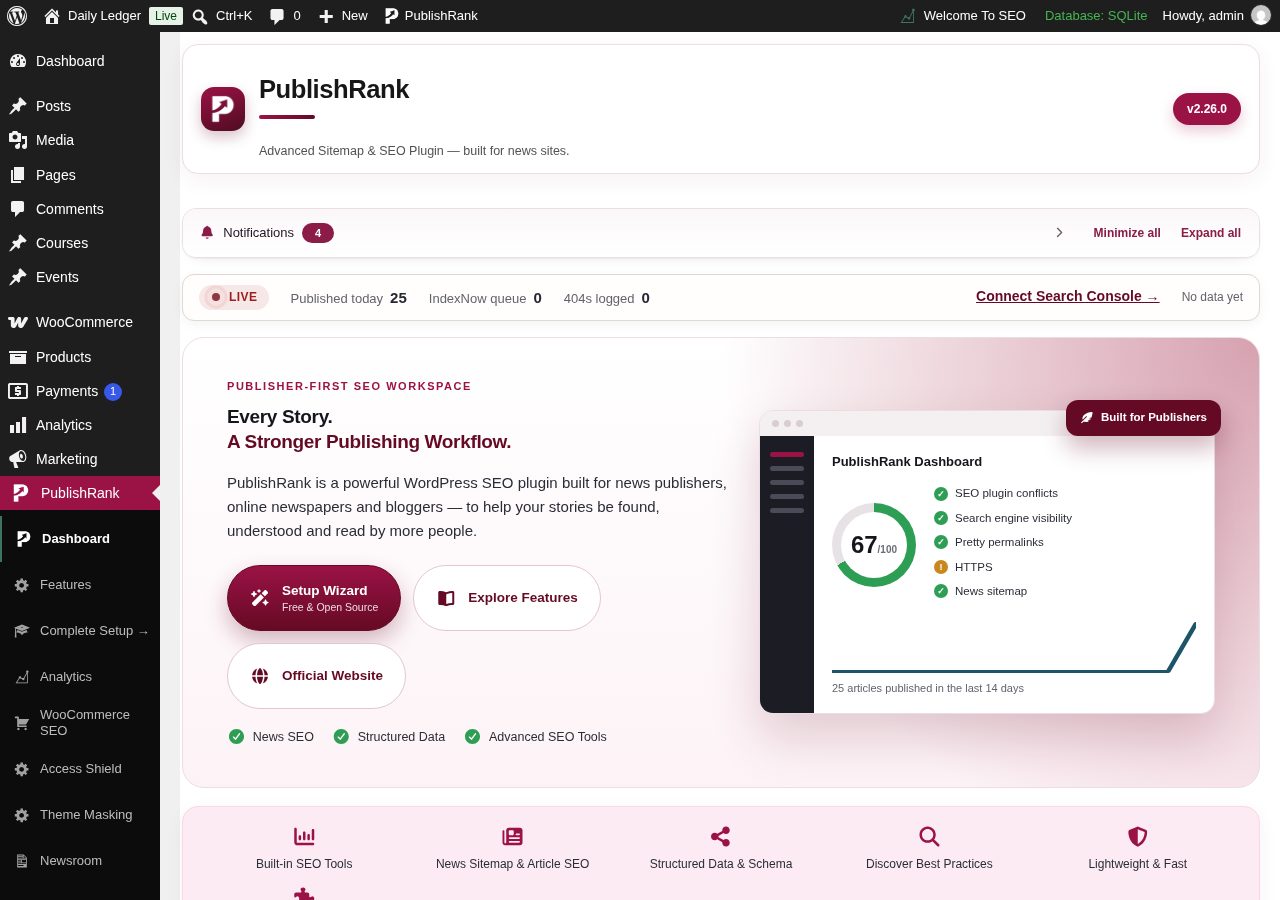 Daily Ledger Live Ctrl+K 0 New PublishRank Welcome To SEO Database: SQLite Howdy, admin
Dashboard
Posts
Media
Pages
Comments
Courses
Events
WooCommerce
Products
Payments 1
Analytics
Marketing
PublishRank
Dashboard
Features
Complete Setup →
Analytics
WooCommerce
SEO
Access Shield
Theme Masking
Newsroom
PublishRank
Advanced Sitemap & SEO Plugin — built for news sites.
v2.26.0
Notifications 4 Minimize all Expand all
LIVE Published today 25 IndexNow queue 0 404s logged 0 Connect Search Console → No data yet
PUBLISHER-FIRST SEO WORKSPACE
Every Story.
A Stronger Publishing Workflow.
PublishRank is a powerful WordPress SEO plugin built for news publishers,
online newspapers and bloggers — to help your stories be found,
understood and read by more people.
Setup Wizard
Free & Open Source
Explore Features
Official Website
News SEO Structured Data Advanced SEO Tools
Built for Publishers
PublishRank Dashboard
67/100
SEO plugin conflicts
Search engine visibility
Pretty permalinks
HTTPS
News sitemap
25 articles published in the last 14 days
Built-in SEO Tools
News Sitemap & Article SEO
Structured Data & Schema
Discover Best Practices
Lightweight & Fast